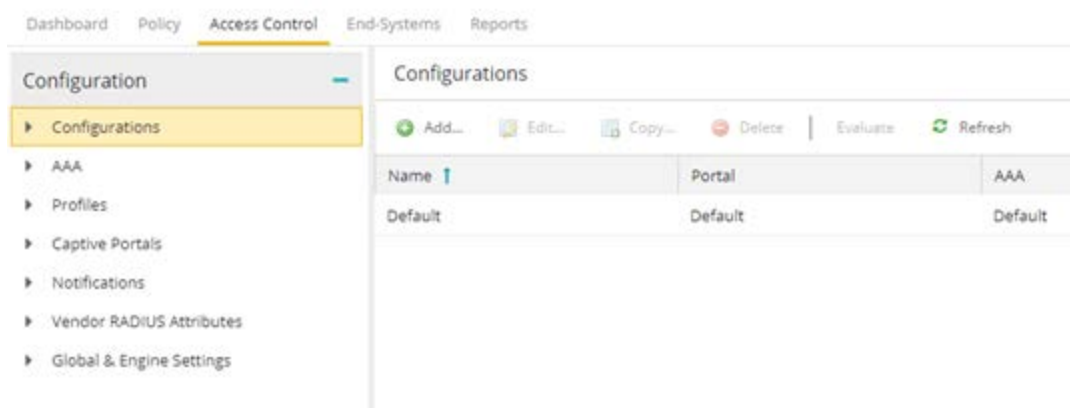 Dashboard Policy Access Control End-Systems Reports
Configuration
Configurations
AAA
Profiles
Captive Portals
Notifications
Vendor RADIUS Attributes
Global & Engine Settings
Configurations
Add... Edit... Copy... Delete Evaluate Refresh
Name Portal AAA
Default Default Default